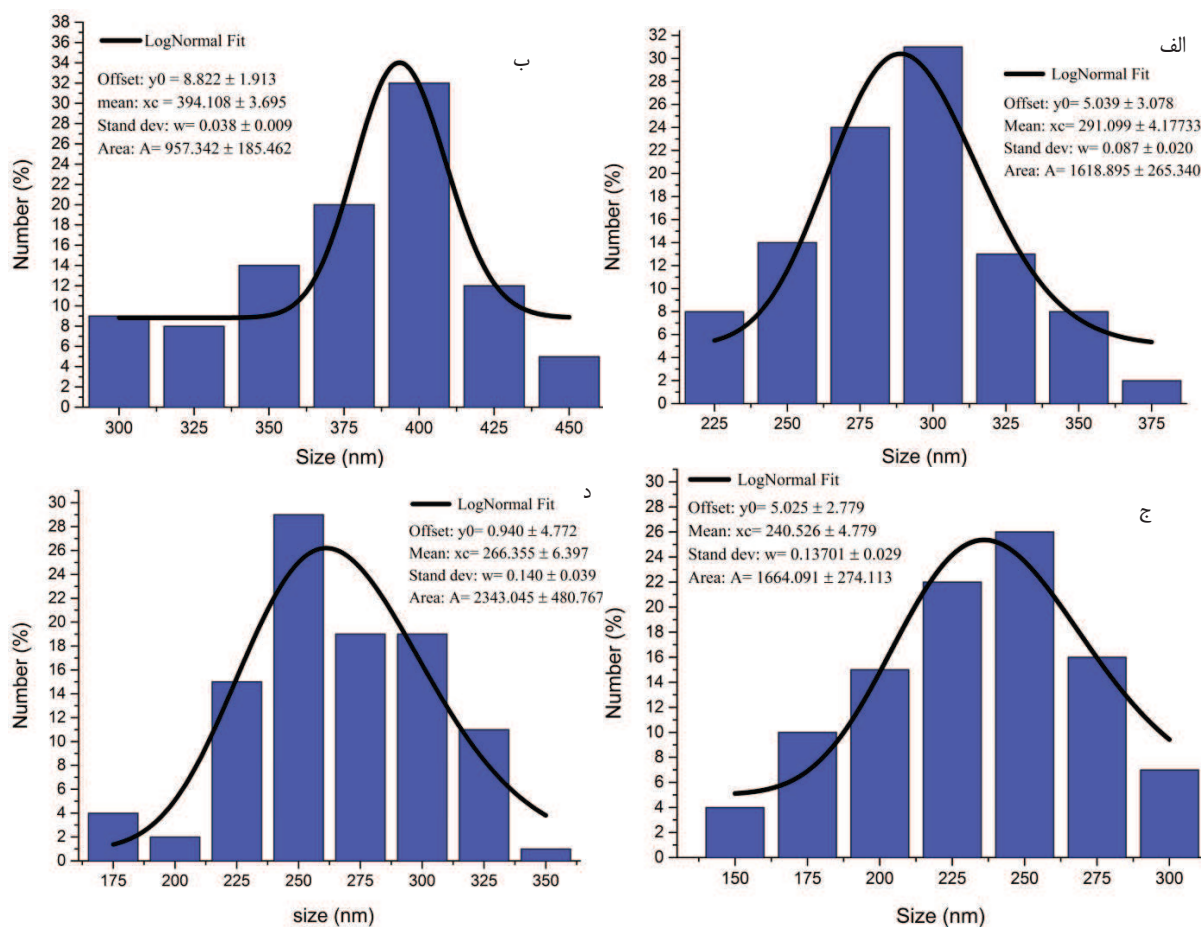 ب
LogNormal Fit
Offset: y0 = 8.822 ± 1.913
mean: xc = 394.108 ± 3.695
Stand dev: w= 0.038 ± 0.009
Area: A= 957.342 ± 185.462
Number (%)
38
36
34
32
30
28
26
24
22
20
18
16
14
12
10
8
6
4
2
0
300 325 350 375 400 425 450
Size (nm)
الف
LogNormal Fit
Offset: y0= 5.039 ± 3.078
Mean: xc= 291.099 ± 4.17733
Stand dev: w= 0.087 ± 0.020
Area: A= 1618.895 ± 265.340
Number (%)
32
30
28
26
24
22
20
18
16
14
12
10
8
6
4
2
0
225 250 275 300 325 350 375
Size (nm)
د
LogNormal Fit
Offset: y0= 0.940 ± 4.772
Mean: xc= 266.355 ± 6.397
Stand dev: w= 0.140 ± 0.039
Area: A= 2343.045 ± 480.767
Number (%)
30
28
26
24
22
20
18
16
14
12
10
8
6
4
2
0
175 200 225 250 275 300 325 350
size (nm)
ج
LogNormal Fit
Offset: y0= 5.025 ± 2.779
Mean: xc= 240.526 ± 4.779
Stand dev: w= 0.13701 ± 0.029
Area: A= 1664.091 ± 274.113
Number (%)
30
28
26
24
22
20
18
16
14
12
10
8
6
4
2
0
150 175 200 225 250 275 300
Size (nm)